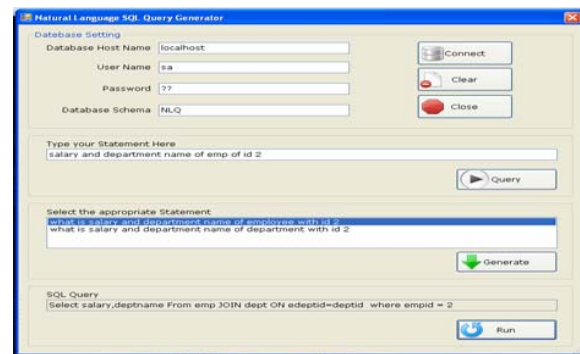 Natural Language SQL Query Generator
Datebase Setting
Database Host Name localhost
Connect
User Name sa
Clear
Password ??
Close
Database Schema NLQ
Type your Statement Here
salary and department name of emp of id 2
Query
Select the appropriate Statement
what is salary and department name of employee with id 2
what is salary and department name of department with id 2
Generate
SQL Query
Select salary,deptname From emp JOIN dept ON edeptid=deptid where empid = 2
Run